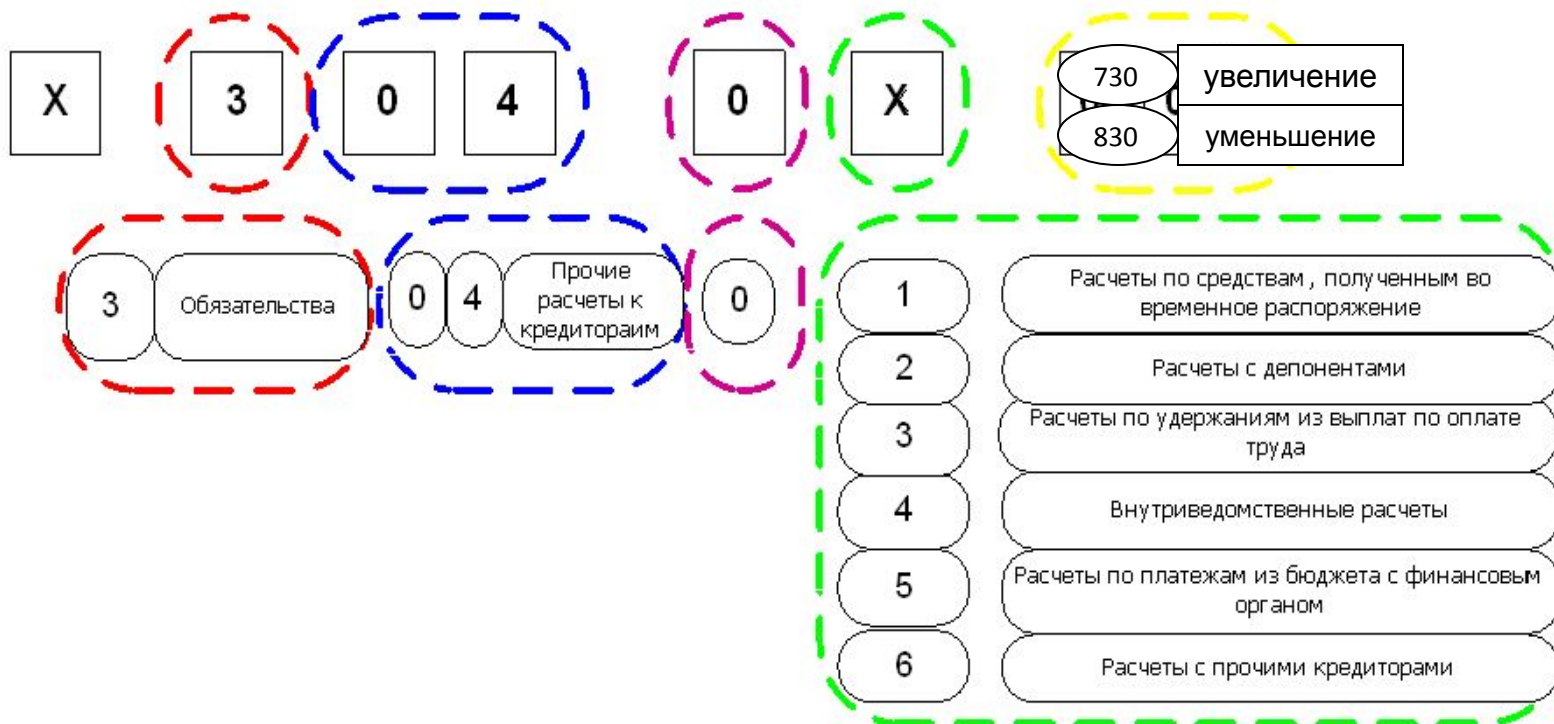 X 3 0 4 0 X
730 увеличение
830 уменьшение
3 Обязательства
0 4 Прочие
расчеты к
кредитораим
0
1 Расчеты по средствам , полученным во
временное распоряжение
2 Расчеты с депонентами
3 Расчеты по удержаниям из выплат по оплате
труда
4 Внутриведомственные расчеты
5 Расчеты по платежам из бюджета с финансовым
органом
6 Расчеты с прочими кредиторами